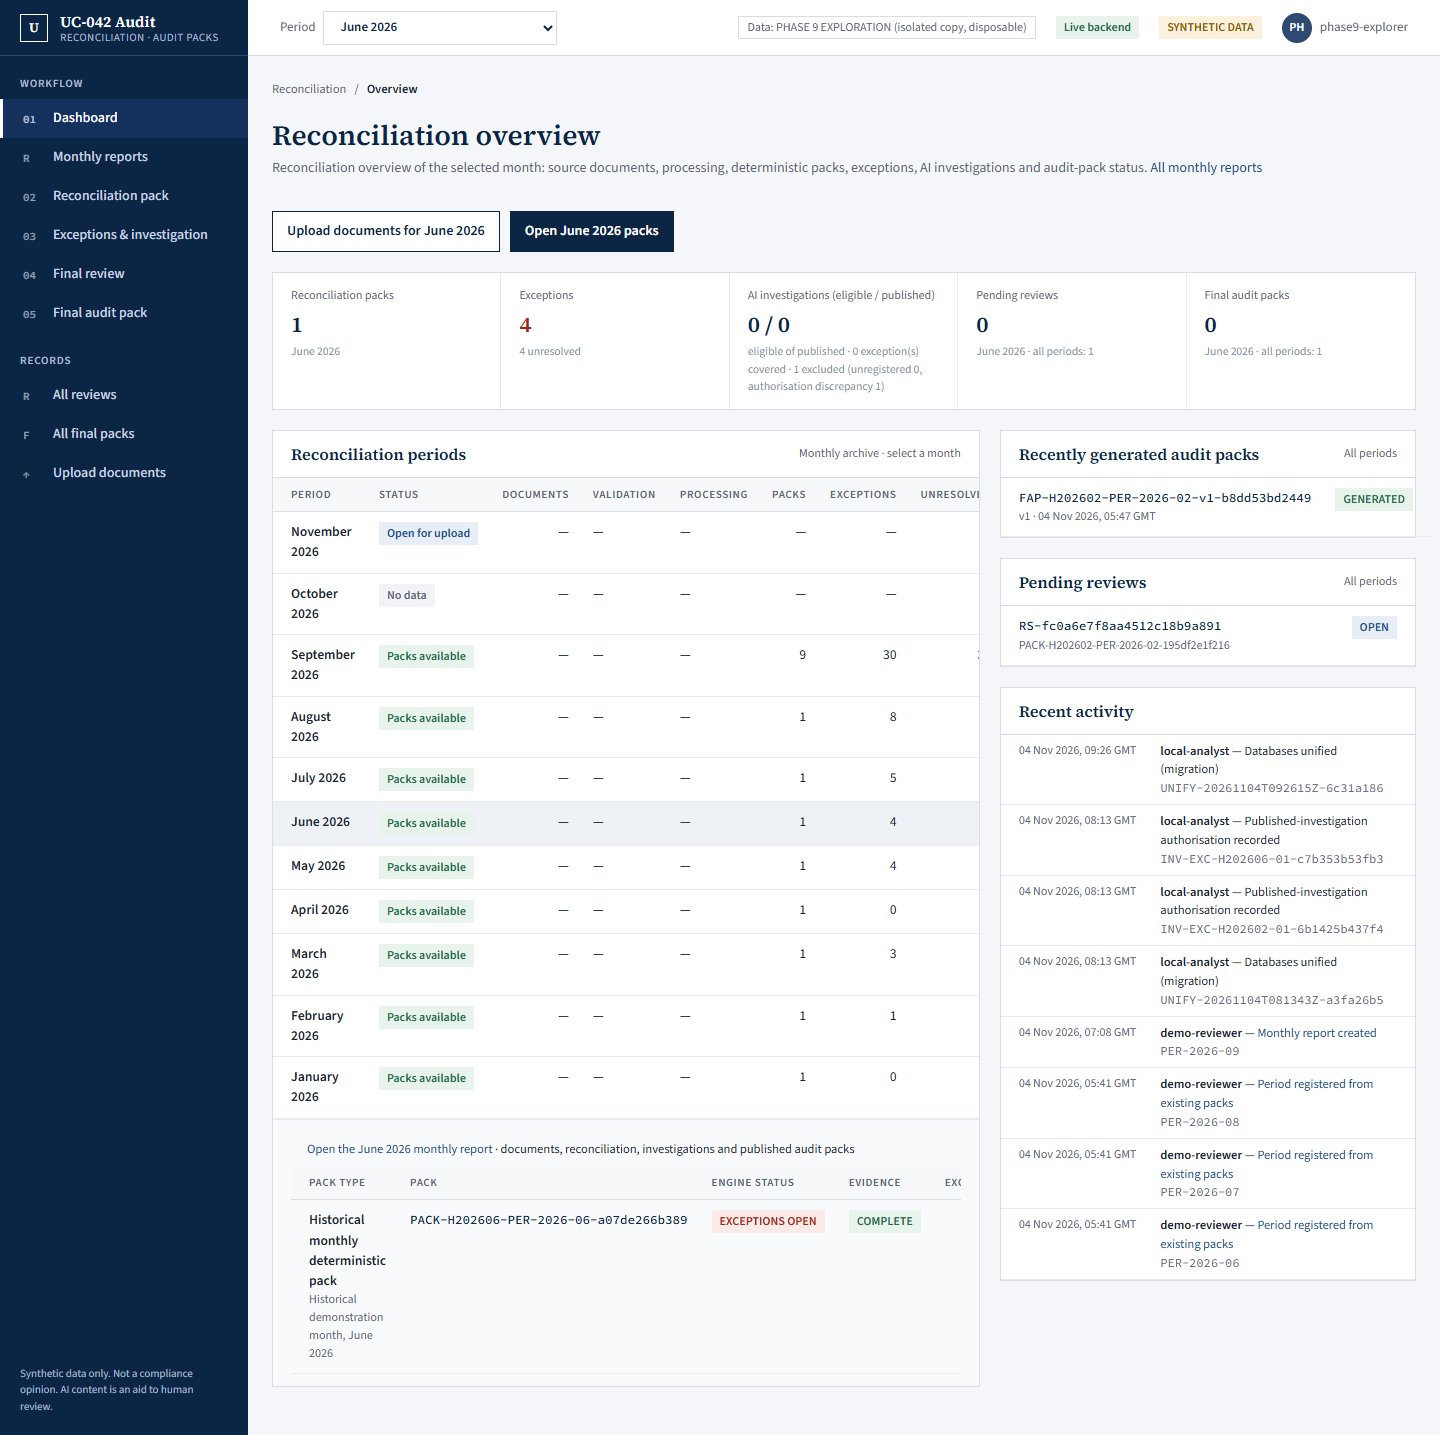 U
UC-042 Audit
RECONCILIATION · AUDIT PACKS
WORKFLOW
01 Dashboard
R Monthly reports
02 Reconciliation pack
03 Exceptions & investigation
04 Final review
05 Final audit pack
RECORDS
R All reviews
F All final packs
↑ Upload documents
Synthetic data only. Not a compliance
opinion. AI content is an aid to human
review.
Period June 2026
Data: PHASE 9 EXPLORATION (isolated copy, disposable)
Live backend
SYNTHETIC DATA
PH phase9-explorer
Reconciliation / Overview
Reconciliation overview
Reconciliation overview of the selected month: source documents, processing, deterministic packs, exceptions, AI investigations and audit-pack status. All monthly reports
Upload documents for June 2026
Open June 2026 packs
Reconciliation packs
1
June 2026
Exceptions
4
4 unresolved
AI investigations (eligible / published)
0 / 0
eligible of published · 0 exception(s)
covered · 1 excluded (unregistered 0,
authorisation discrepancy 1)
Pending reviews
0
June 2026 · all periods: 1
Final audit packs
0
June 2026 · all periods: 1
Reconciliation periods
Monthly archive · select a month
PERIOD STATUS DOCUMENTS VALIDATION PROCESSING PACKS EXCEPTIONS UNRESOLVE
November
2026
Open for upload — — — — —
October
2026
No data — — — — —
September
2026
Packs available — — — 9 30
August
2026
Packs available — — — 1 8
July 2026 Packs available — — — 1 5
June 2026 Packs available — — — 1 4
May 2026 Packs available — — — 1 4
April 2026 Packs available — — — 1 0
March
2026
Packs available — — — 1 3
February
2026
Packs available — — — 1 1
January
2026
Packs available — — — 1 0
Open the June 2026 monthly report · documents, reconciliation, investigations and published audit packs
PACK TYPE PACK ENGINE STATUS EVIDENCE EXC
Historical
monthly
deterministic
pack
Historical
demonstration
month, June
2026
PACK-H202606-PER-2026-06-a07de266b389
EXCEPTIONS OPEN
COMPLETE
Recently generated audit packs
All periods
FAP-H202602-PER-2026-02-v1-b8dd53bd2449
v1 · 04 Nov 2026, 05:47 GMT
GENERATED
Pending reviews
All periods
RS-fc0a6e7f8aa4512c18b9a891
PACK-H202602-PER-2026-02-195df2e1f216
OPEN
Recent activity
04 Nov 2026, 09:26 GMT
local-analyst — Databases unified
(migration)
UNIFY-20261104T092615Z-6c31a186
04 Nov 2026, 08:13 GMT
local-analyst — Published-investigation
authorisation recorded
INV-EXC-H202606-01-c7b353b53fb3
04 Nov 2026, 08:13 GMT
local-analyst — Published-investigation
authorisation recorded
INV-EXC-H202602-01-6b1425b437f4
04 Nov 2026, 08:13 GMT
local-analyst — Databases unified
(migration)
UNIFY-20261104T081343Z-a3fa26b5
04 Nov 2026, 07:08 GMT
demo-reviewer — Monthly report created
PER-2026-09
04 Nov 2026, 05:41 GMT
demo-reviewer — Period registered from
existing packs
PER-2026-08
04 Nov 2026, 05:41 GMT
demo-reviewer — Period registered from
existing packs
PER-2026-07
04 Nov 2026, 05:41 GMT
demo-reviewer — Period registered from
existing packs
PER-2026-06